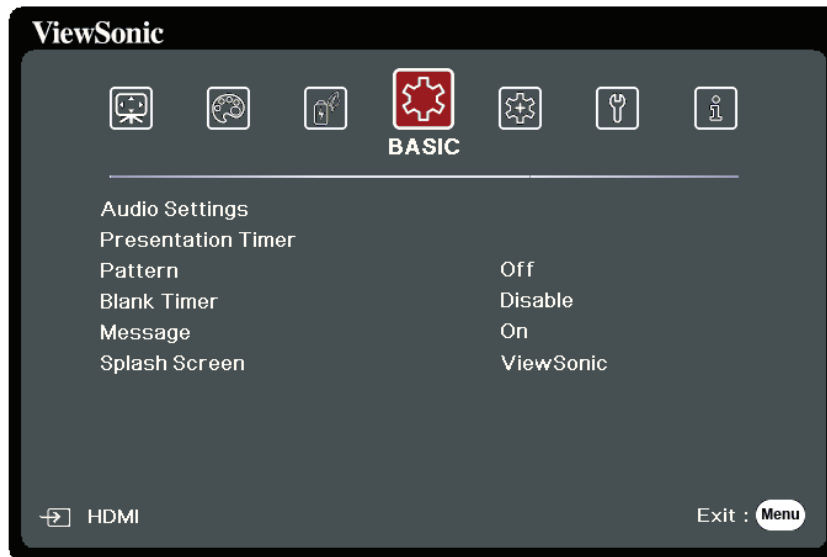 ViewSonic
BASIC
Audio Settings
Presentation Timer
Pattern Off
Blank Timer Disable
Message On
Splash Screen ViewSonic
HDMI Exit : Menu